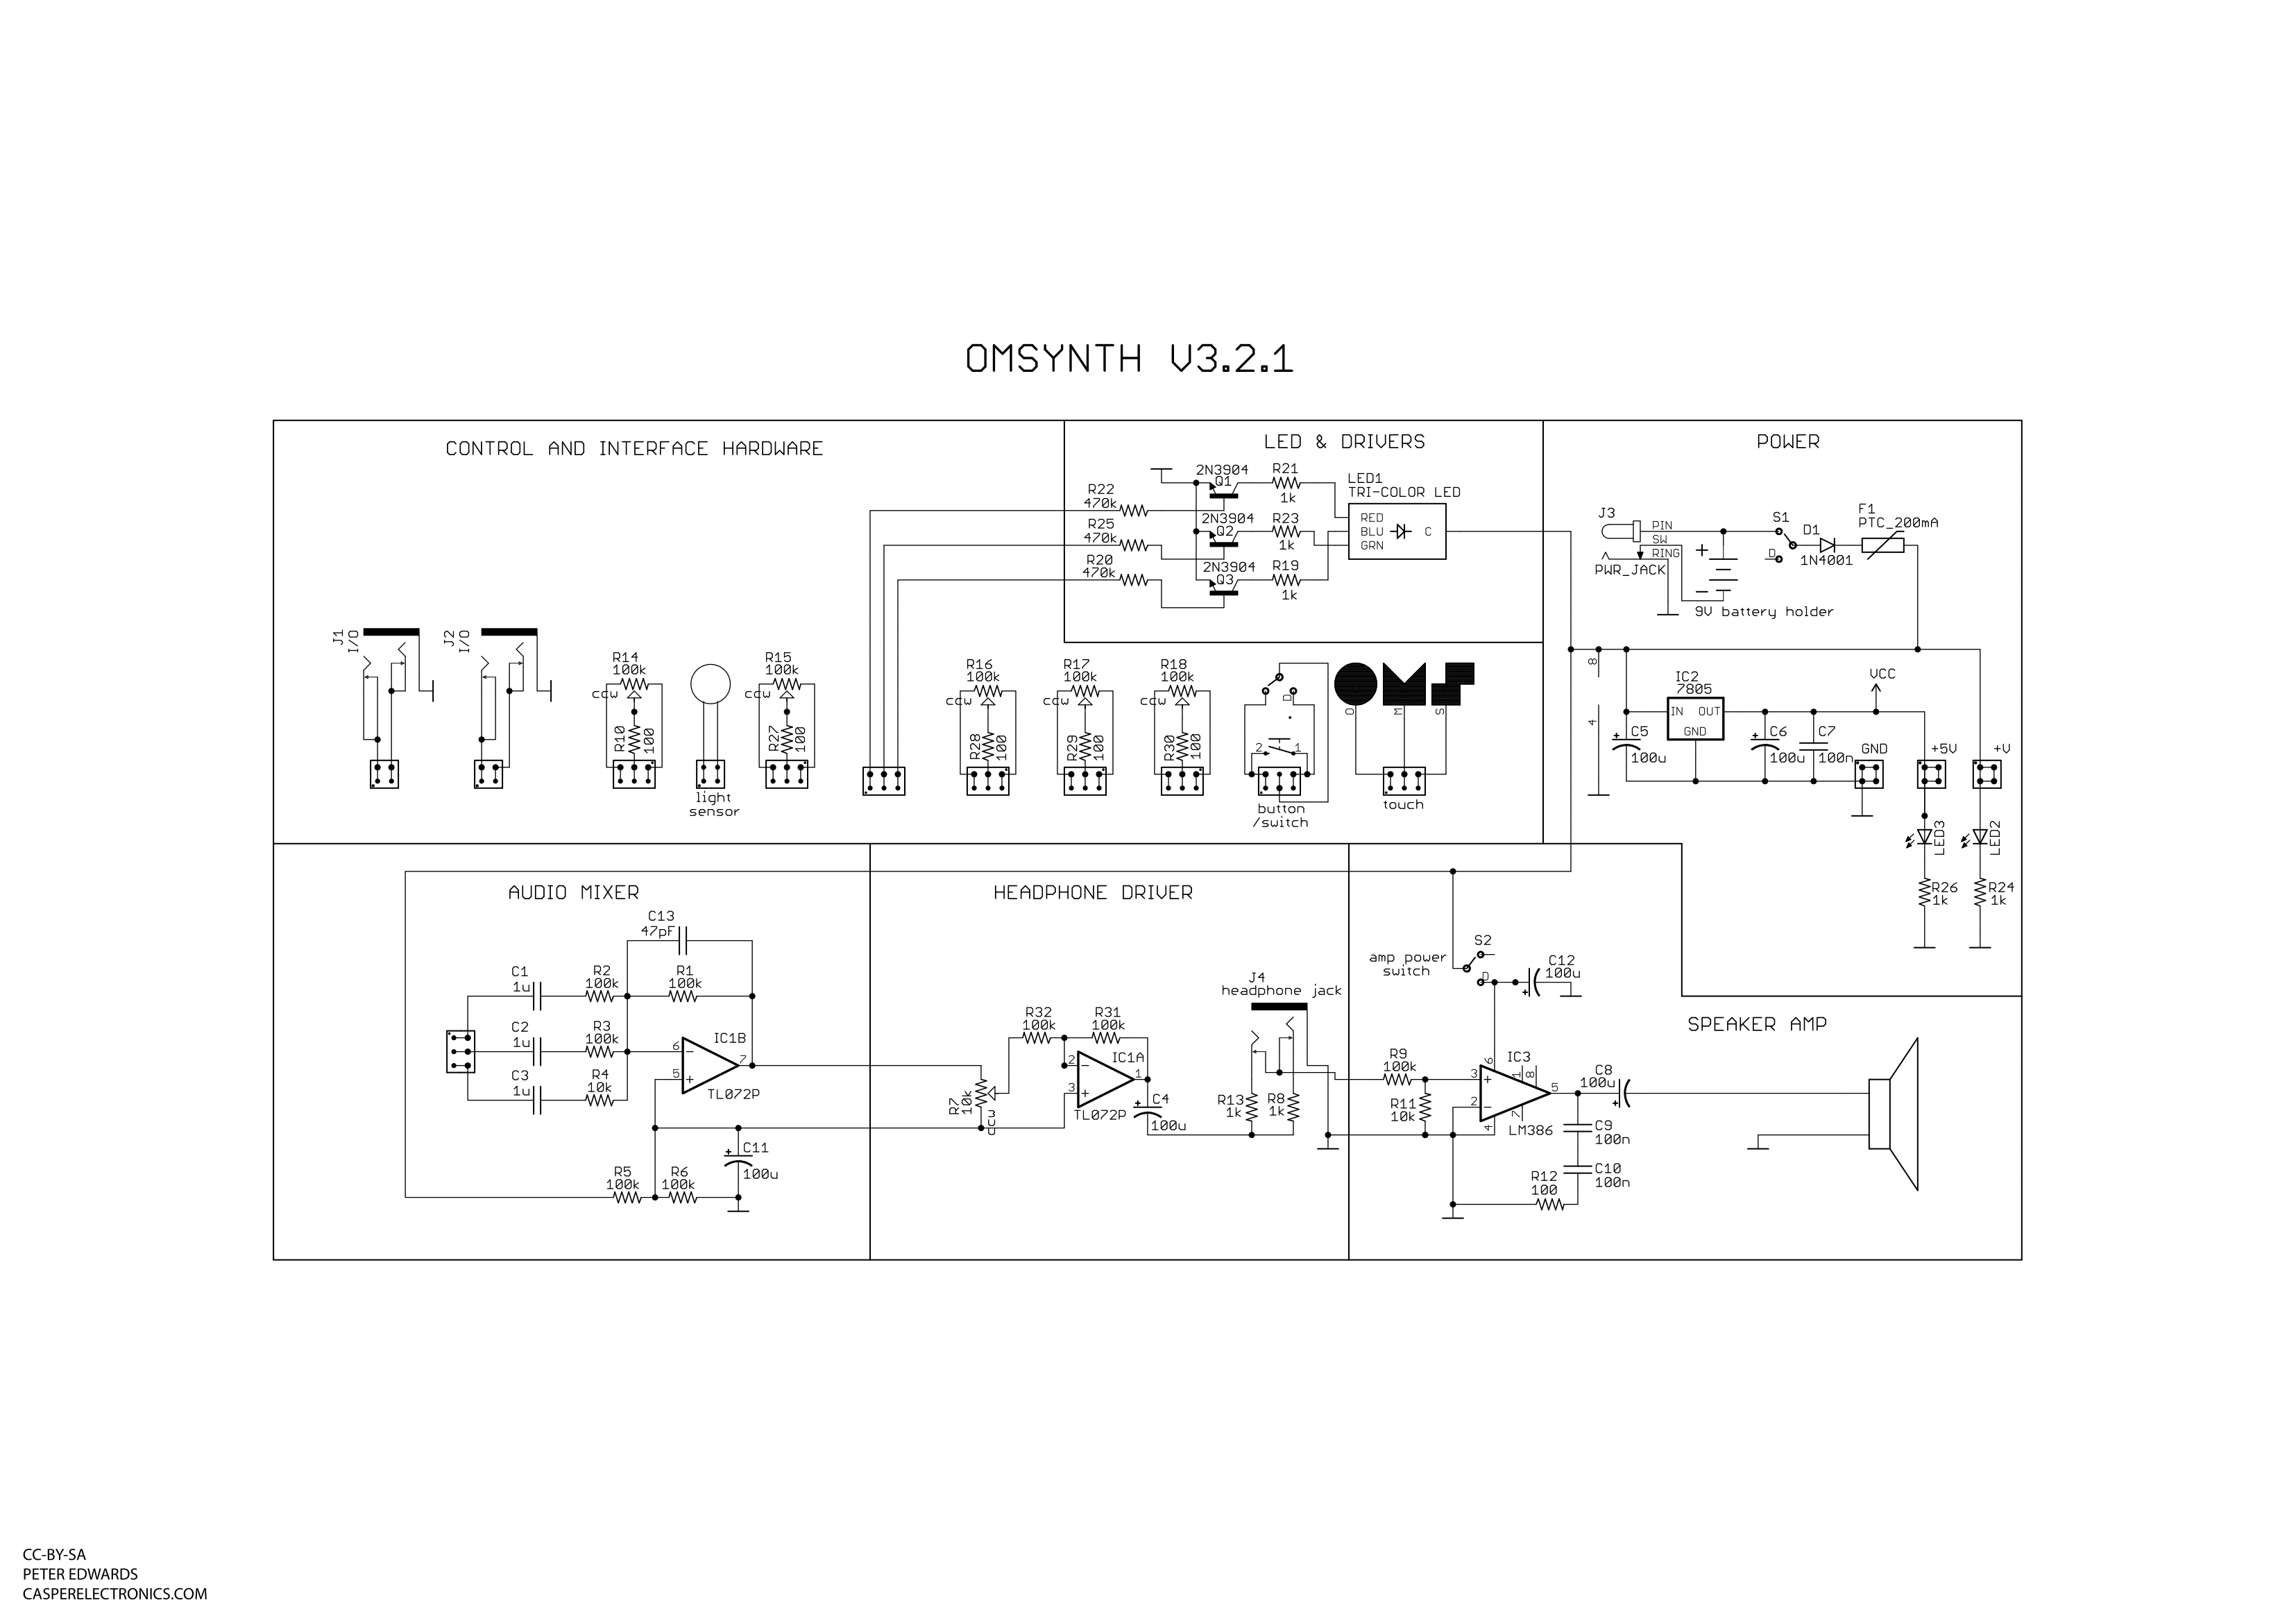 OMSYNTH V3.2.1
CONTROL AND INTERFACE HARDWARE
J1
I/O
J2
I/O
R14
100k
ccw
R10
100
light
sensor
R15
100k
ccw
R27
100
R16
100k
ccw
R28
100
R17
100k
ccw
R29
100
R18
100k
ccw
R30
100
D
2
1
button
/switch
O
M
S
touch
LED & DRIVERS
R22
470k
R25
470k
R20
470k
2N3904
Q1
2N3904
Q2
2N3904
Q3
R21
1k
R23
1k
R19
1k
LED1
TRI-COLOR LED
RED
BLU
GRN
C
POWER
J3
PIN
SW
RING
PWR_JACK
+
-
9V battery holder
S1
D
D1
1N4001
F1
PTC_200mA
8
4
IC2
7805
IN
OUT
GND
VCC
+
C5
100u
+
C6
100u
C7
100n
GND
+5V
+V
LED3
LED2
R26
1k
R24
1k
AUDIO MIXER
C13
47pF
C1
1u
R2
100k
R1
100k
C2
1u
R3
100k
C3
1u
R4
10k
6
-
5
+
7
IC1B
TL072P
+
C11
100u
R5
100k
R6
100k
HEADPHONE DRIVER
R7
10k
ccw
R32
100k
R31
100k
2
-
3
+
1
IC1A
TL072P
+
C4
100u
J4
headphone jack
R13
1k
R8
1k
SPEAKER AMP
amp power
switch
S2
D
+
C12
100u
R9
100k
R11
10k
3
+
2
-
6
1
8
7
4
5
IC3
LM386
C8
100u
+
C9
100n
C10
100n
R12
100
CC-BY-SA
PETER EDWARDS
CASPERELECTRONICS.COM